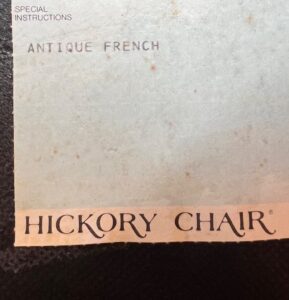 SPECIAL
INSTRUCTIONS
ANTIQUE FRENCH
HICKORY CHAIR®